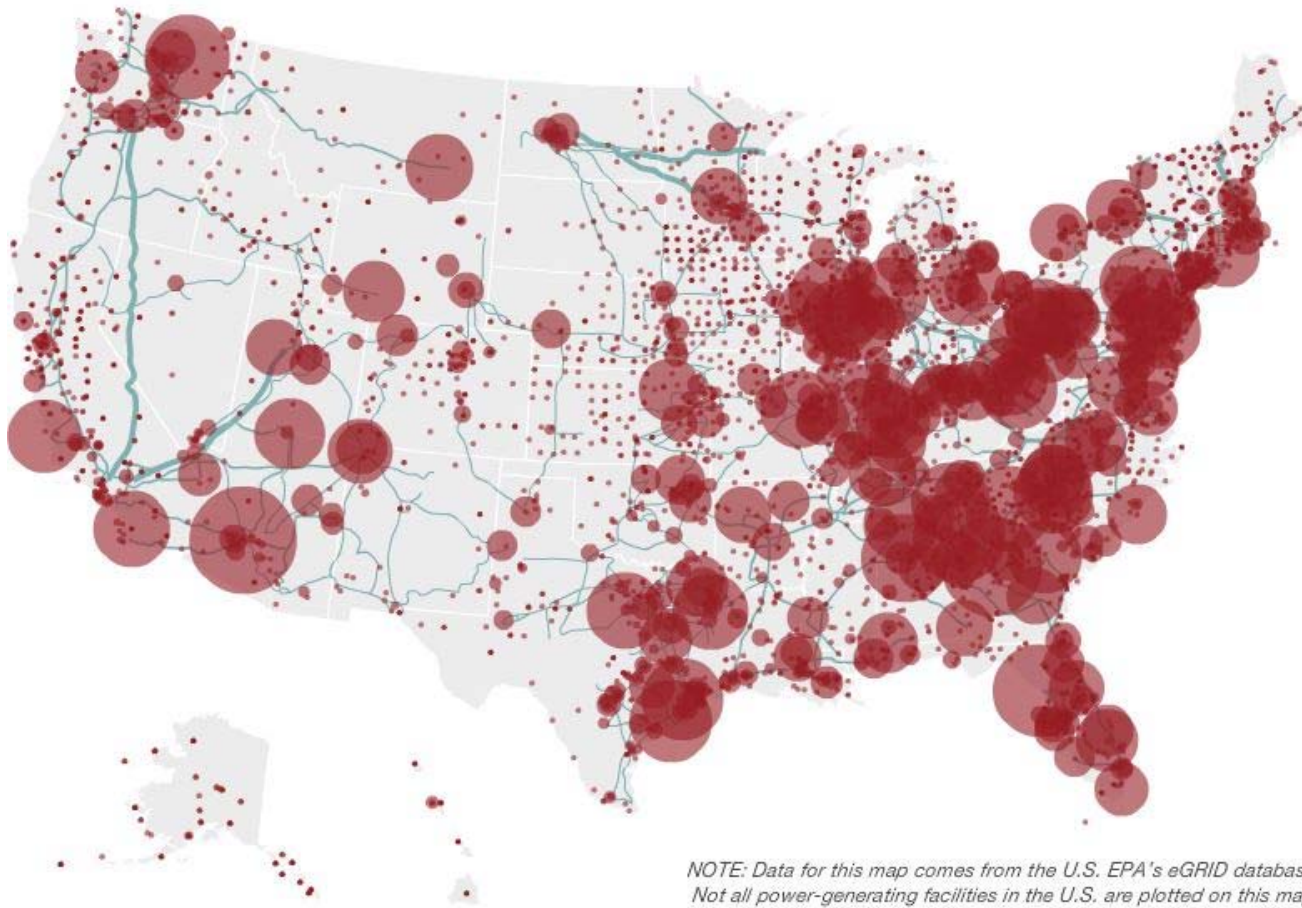 NOTE: Data for this map comes from the U.S. EPA's eGRID databas
Not all power-generating facilities in the U.S. are plotted on this ma